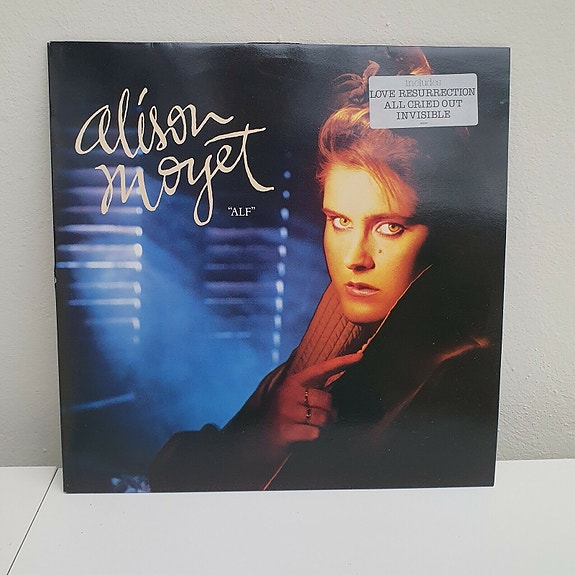 alison
moyet
"ALF"
includes
LOVE RESURRECTION
ALL CRIED OUT
INVISIBLE